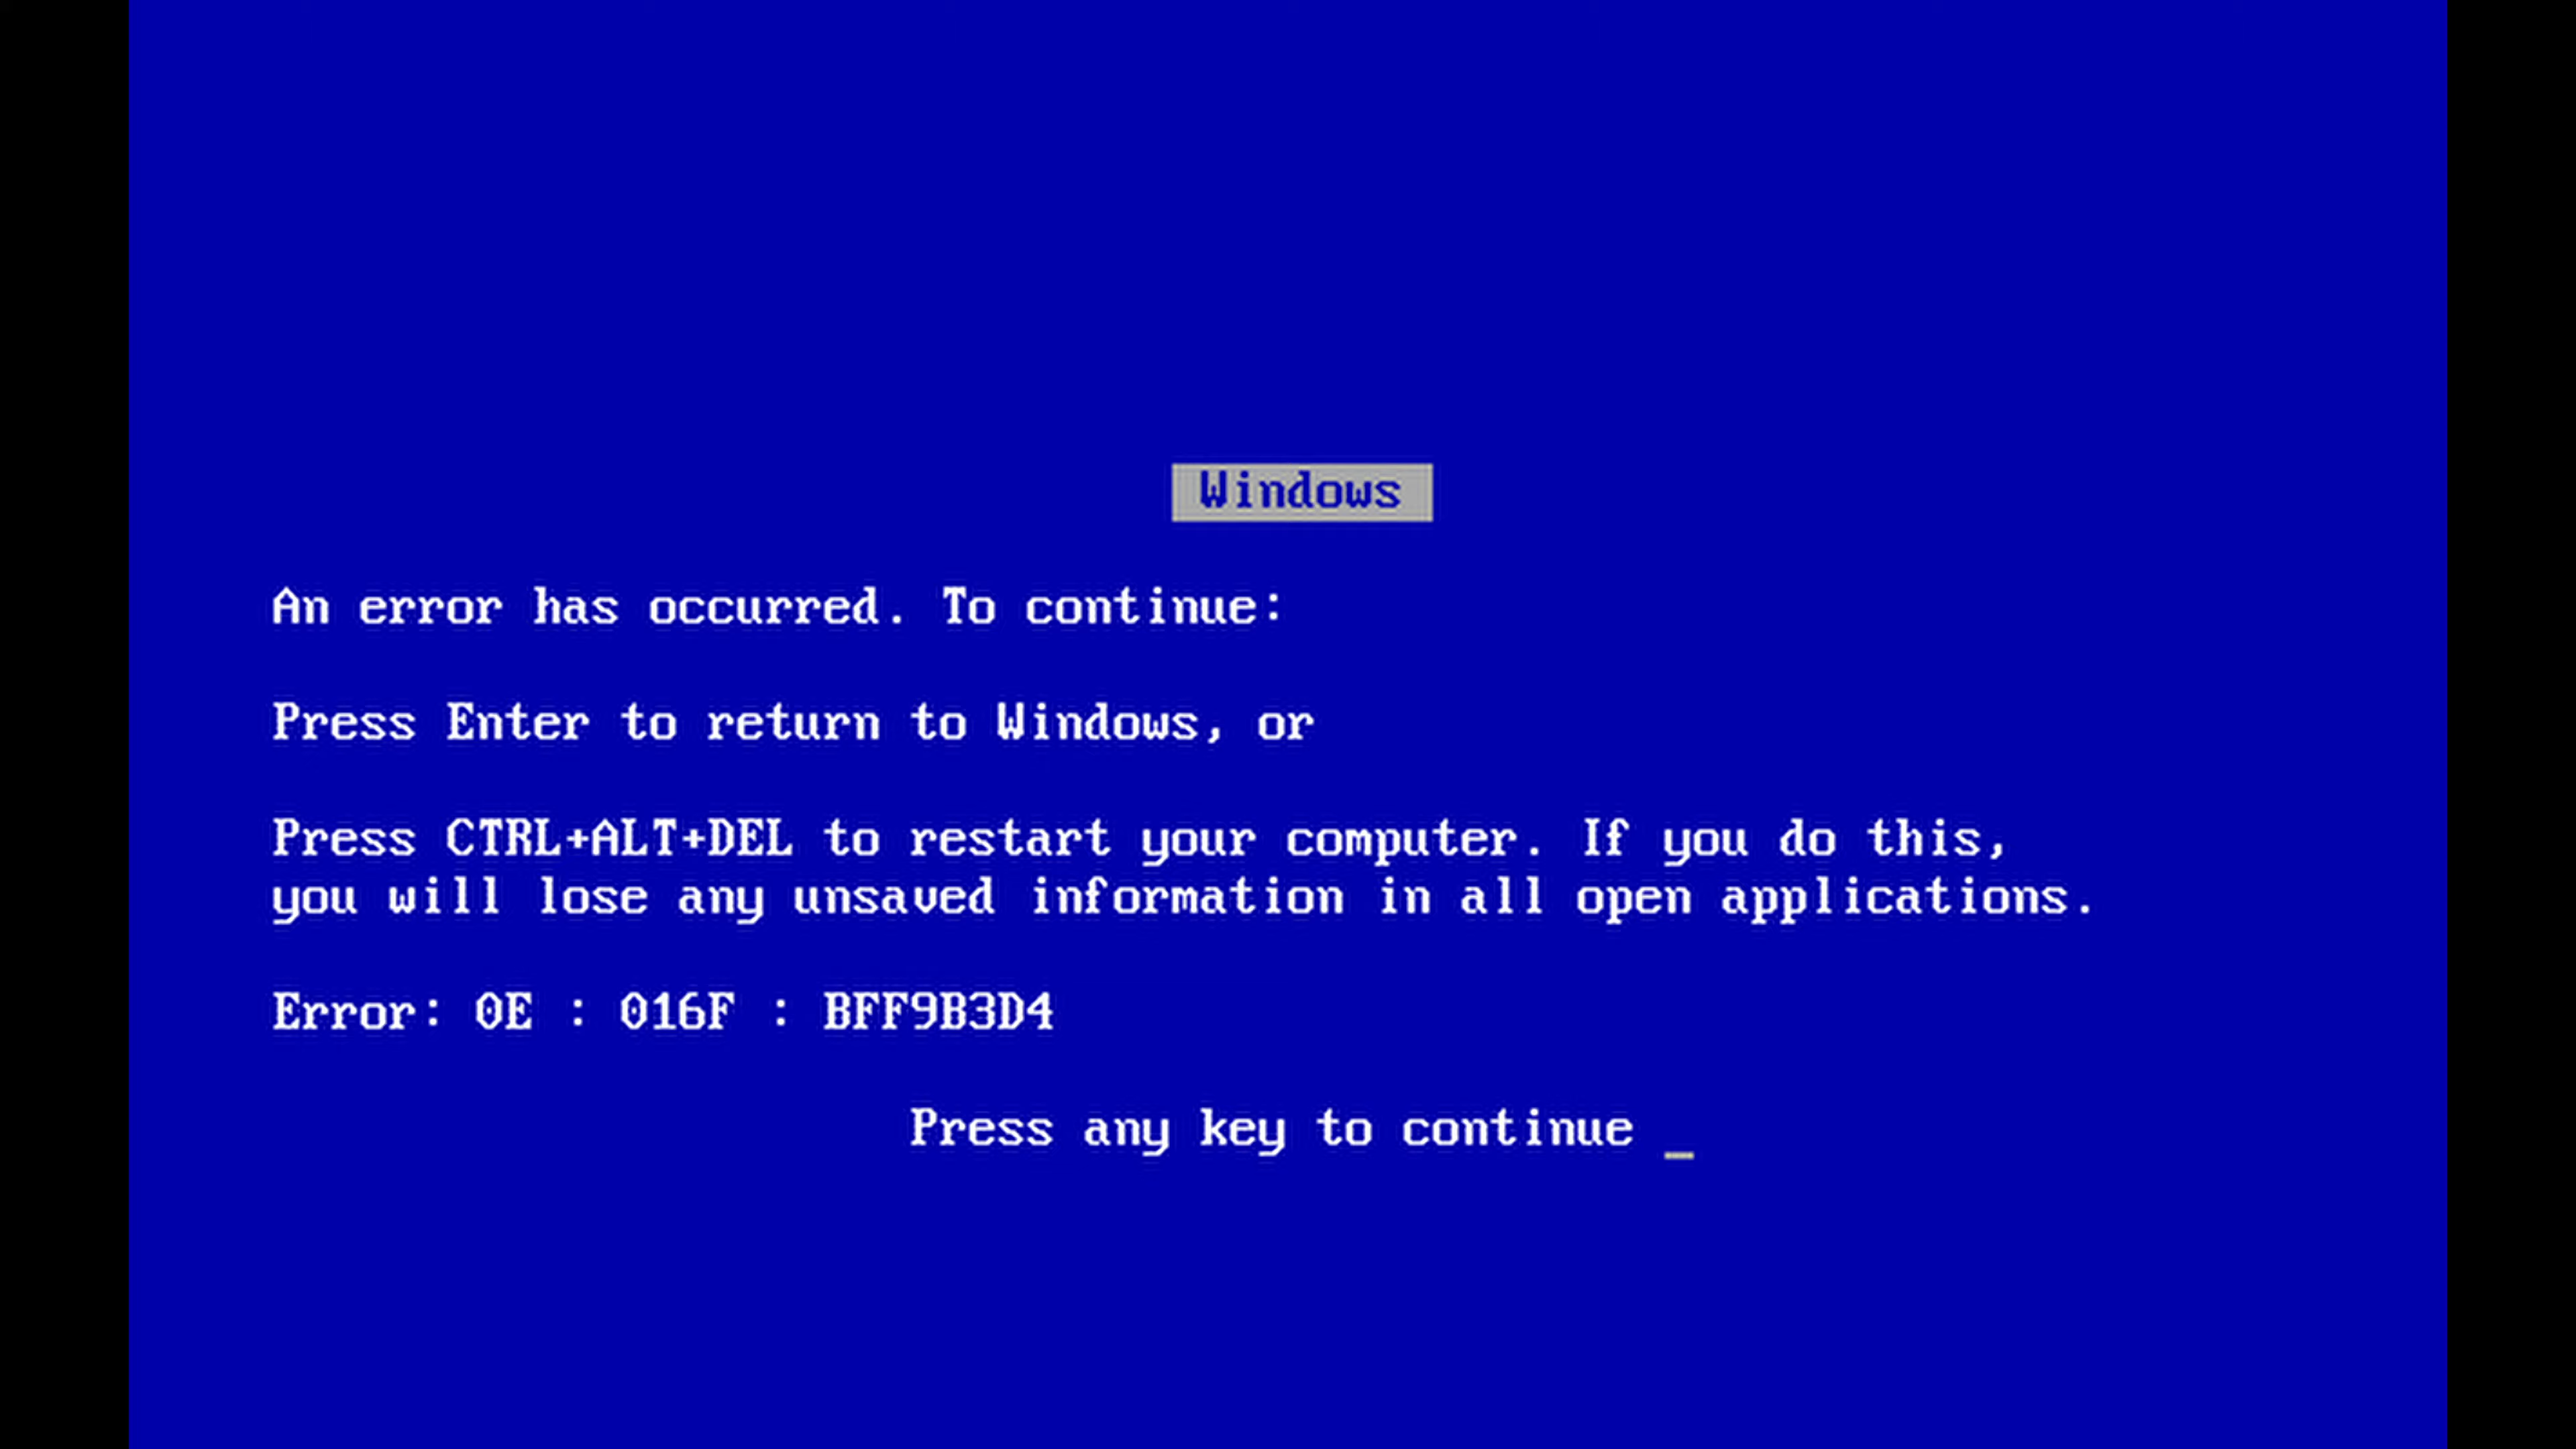 Windows
An error has occurred. To continue:
Press Enter to return to Windows, or
Press CTRL+ALT+DEL to restart your computer. If you do this,
you will lose any unsaved information in all open applications.
Error: 0E : 016F : BFF9B3D4
Press any key to continue _